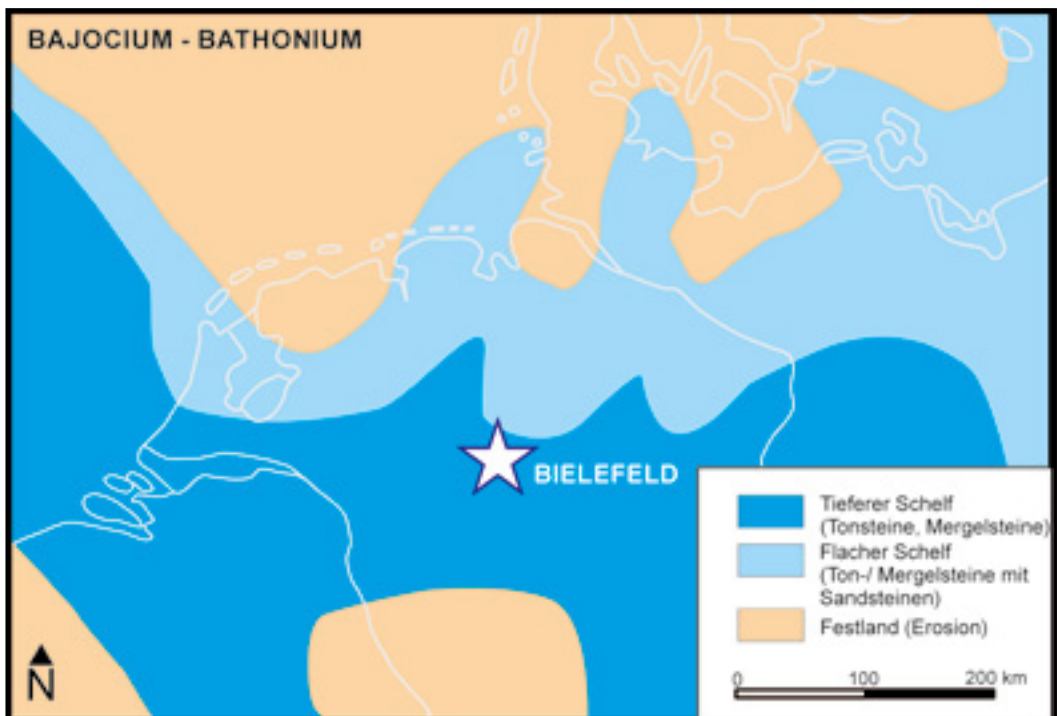 BAJOCIUM - BATHONIUM
BIELEFELD
Tieferer Schelf
(Tonsteine, Mergelsteine)
Flacher Schelf
(Ton-/ Mergelsteine mit
Sandsteinen)
Festland (Erosion)
0 100 200 km
N